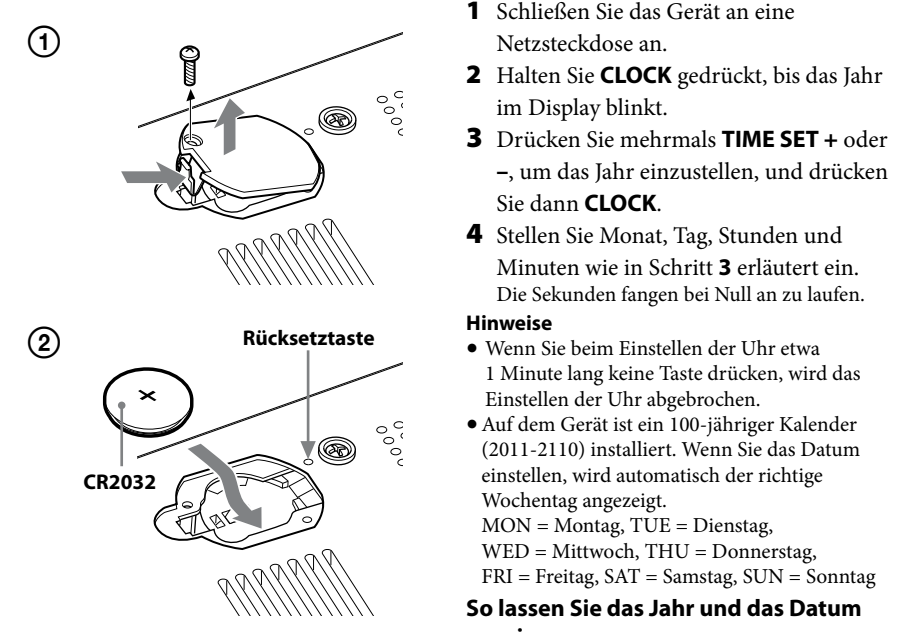 1
2
Rücksetztaste
CR2032
1 Schließen Sie das Gerät an eine
Netzsteckdose an.
2 Halten Sie CLOCK gedrückt, bis das Jahr
im Display blinkt.
3 Drücken Sie mehrmals TIME SET + oder
–, um das Jahr einzustellen, und drücken
Sie dann CLOCK.
4 Stellen Sie Monat, Tag, Stunden und
Minuten wie in Schritt 3 erläutert ein.
Die Sekunden fangen bei Null an zu laufen.
Hinweise
• Wenn Sie beim Einstellen der Uhr etwa
1 Minute lang keine Taste drücken, wird das
Einstellen der Uhr abgebrochen.
• Auf dem Gerät ist ein 100-jähriger Kalender
(2011-2110) installiert. Wenn Sie das Datum
einstellen, wird automatisch der richtige
Wochentag angezeigt.
MON = Montag, TUE = Dienstag,
WED = Mittwoch, THU = Donnerstag,
FRI = Freitag, SAT = Samstag, SUN = Sonntag
So lassen Sie das Jahr und das Datum